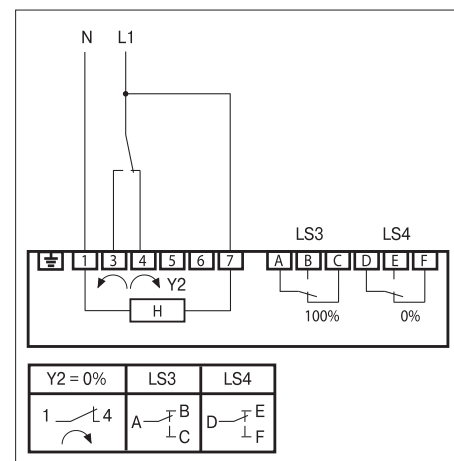 N L1
LS3 LS4
1 3 4 5 6 7 A B C D E F
Y2
H
100% 0%
Y2 = 0% LS3 LS4
1 4 A B C D E F